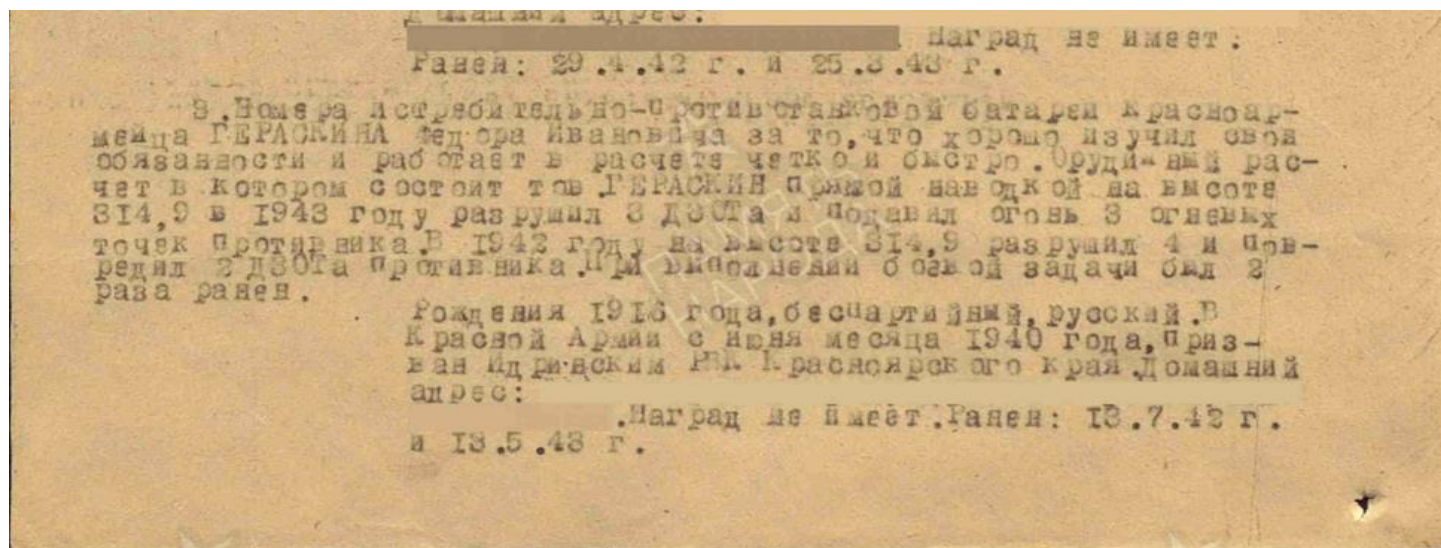 Домашний адрес:
Наград не имеет.
Ранен: 29.4.42 г. и 25.3.43 г.
3.Номера истребительно-противотанковой батареи Красноар-
мейца ГЕРАСКИНА Федора Ивановича за то,что хорошо изучил свои
обязанности и работает в расчете четко и быстро.Орудийный рас-
чет в котором состоит тов.ГЕРАСКИН прямой наводкой на высоте
314,9 в 1943 году разрушил 3 ДЗОТа и подавил огонь 3 огневых
точек противника.В 1942 году на высоте 314,9 разрушил 4 и пов-
редил 2 ДЗОТа противника.При выполнении боевой задачи был 2
раза ранен.
Рождения 1918 года,беспартийный,русский.В
Красной Армии с июня месяца 1940 года,приз-
ван Идринским РВК Красноярского края.Домашний
адрес:
.Наград не имеет.Ранен: 13.7.42 г.
и 13.5.43 г.